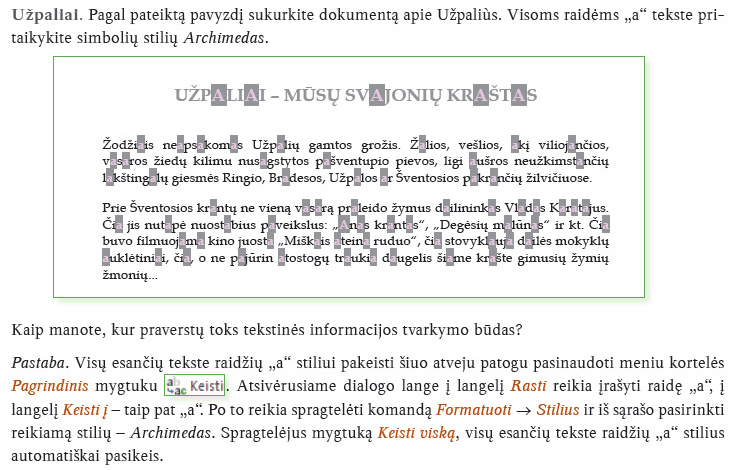 Užpaliai. Pagal pateiktą pavyzdį sukurkite dokumentą apie Užpaliùs. Visoms raidėms „a“ tekste pri-
taikykite simbolių stilių Archimedas.
UŽPALIAI – MŪSŲ SVAJONIŲ KRAŠTAS
Žodžiais neapsakomas Užpalių gamtos grožis. Žalios, vešlios, akį viliojančios,
vasaros žiedų kilimu nusagstytos pašventupio pievos, ligi aušros neužkimstančių
lakštingalų giesmės Ringio, Bradesos, Užpalos ar Šventosios pakrančių žilvičiuose.
Prie Šventosios krantų ne vieną vasarą praleido žymus dailininkas Vladas Karatajus.
Čia jis nutapė nuostabius paveikslus: „Anas krantas“, „Degėsių malūnas“ ir kt. Čia
buvo filmuojama kino juosta „Miškais ateina ruduo“, čia stovyklauja dailės mokyklų
auklėtiniai, čia, o ne pajūrin atostogų traukia daugelis šiame krašte gimusių žymių
žmonių...
Kaip manote, kur praverstų toks tekstinės informacijos tvarkymo būdas?
Pastaba. Visų esančių tekste raidžių „a“ stiliui pakeisti šiuo atveju patogu pasinaudoti meniu kortelės
Pagrindinis mygtuku ab ac Keisti. Atsivėrusiame dialogo lange į langelį Rasti reikia įrašyti raidę „a“, į
langelį Keisti į – taip pat „a“. Po to reikia spragtelėti komandą Formatuoti → Stilius ir iš sąrašo pasirinkti
reikiamą stilių – Archimedas. Spragtelėjus mygtuką Keisti viską, visų esančių tekste raidžių „a“ stilius
automatiškai pasikeis.